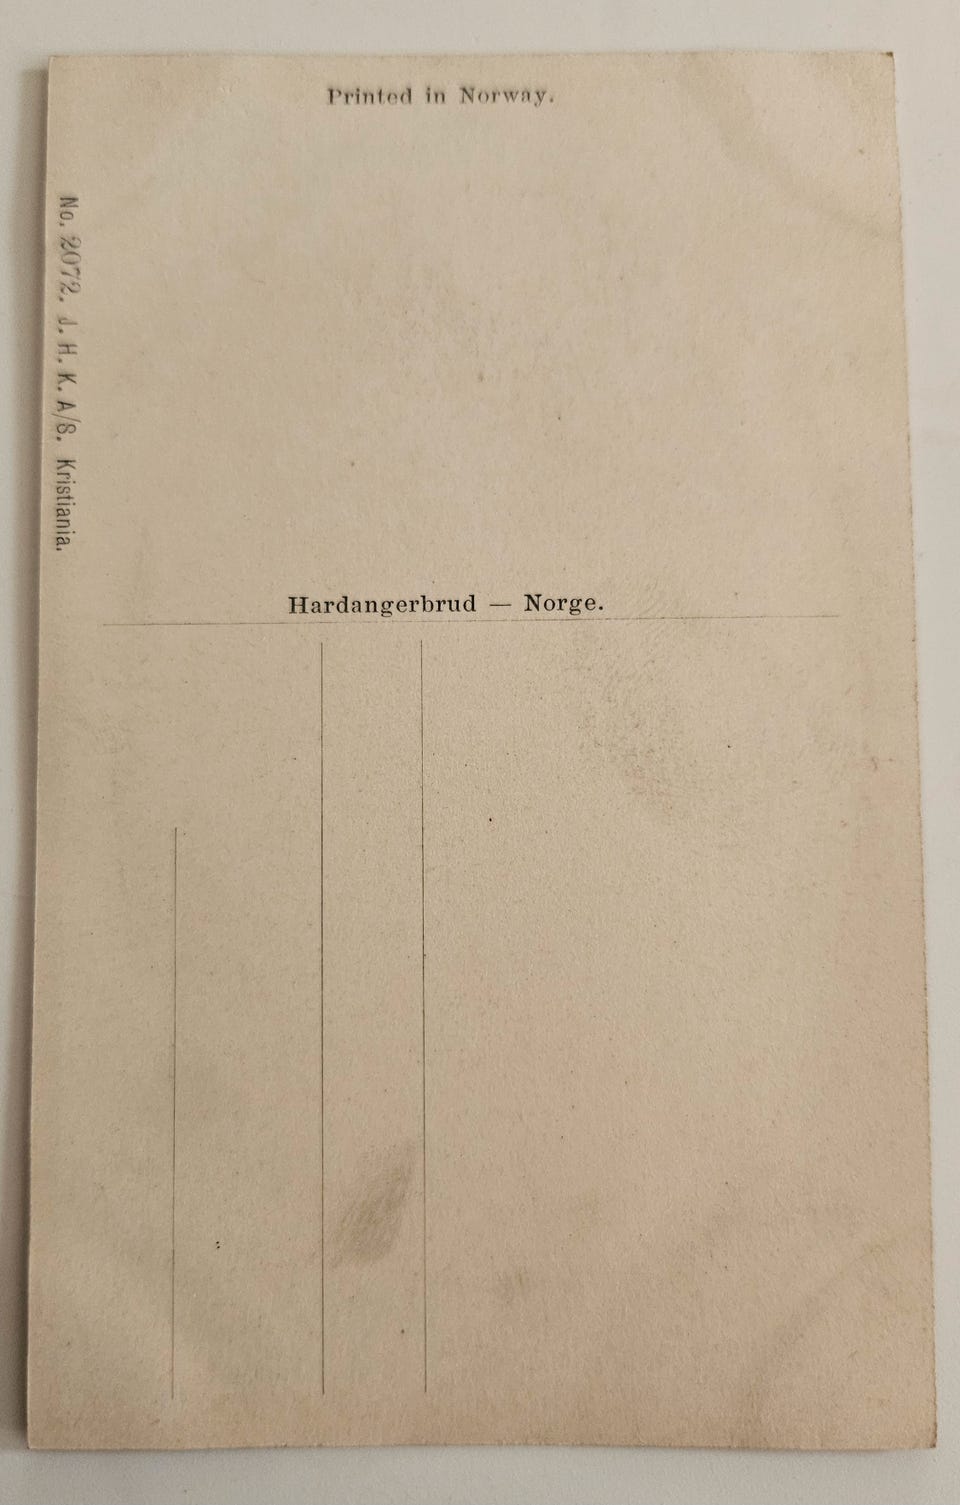 Printed in Norway.
No. 2072. J. H. K. A/S. Kristiania.
Hardangerbrud — Norge.